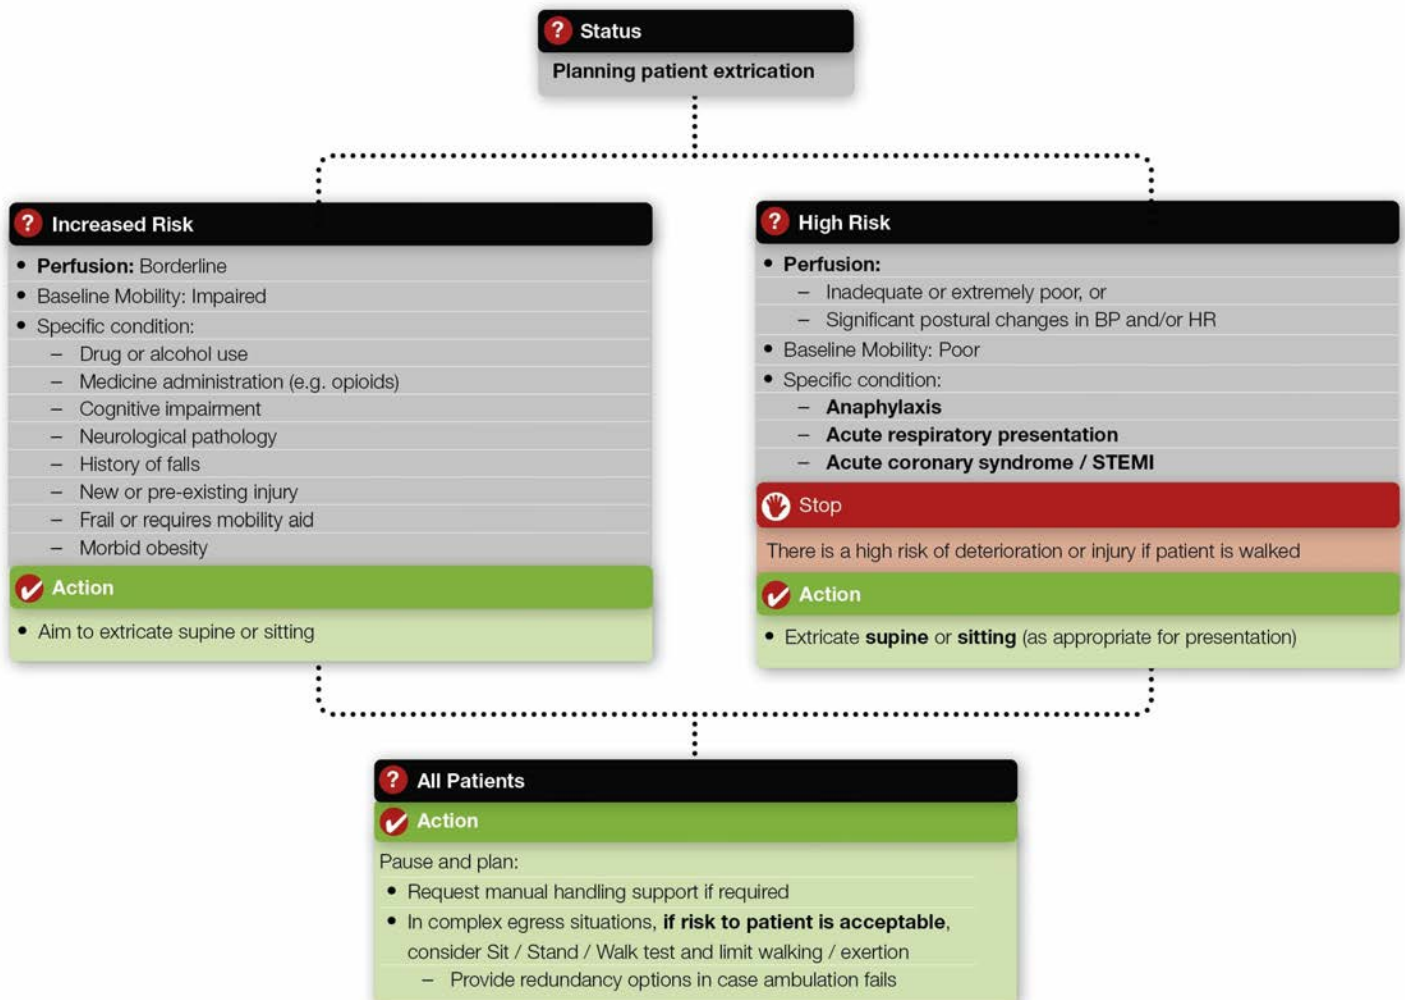 ? Status
Planning patient extrication
? Increased Risk
• Perfusion: Borderline
• Baseline Mobility: Impaired
• Specific condition:
– Drug or alcohol use
– Medicine administration (e.g. opioids)
– Cognitive impairment
– Neurological pathology
– History of falls
– New or pre-existing injury
– Frail or requires mobility aid
– Morbid obesity
Action
• Aim to extricate supine or sitting
? High Risk
• Perfusion:
– Inadequate or extremely poor, or
– Significant postural changes in BP and/or HR
• Baseline Mobility: Poor
• Specific condition:
– Anaphylaxis
– Acute respiratory presentation
– Acute coronary syndrome / STEMI
Stop
There is a high risk of deterioration or injury if patient is walked
Action
• Extricate supine or sitting (as appropriate for presentation)
? All Patients
Action
Pause and plan:
• Request manual handling support if required
• In complex egress situations, if risk to patient is acceptable,
consider Sit / Stand / Walk test and limit walking / exertion
– Provide redundancy options in case ambulation fails